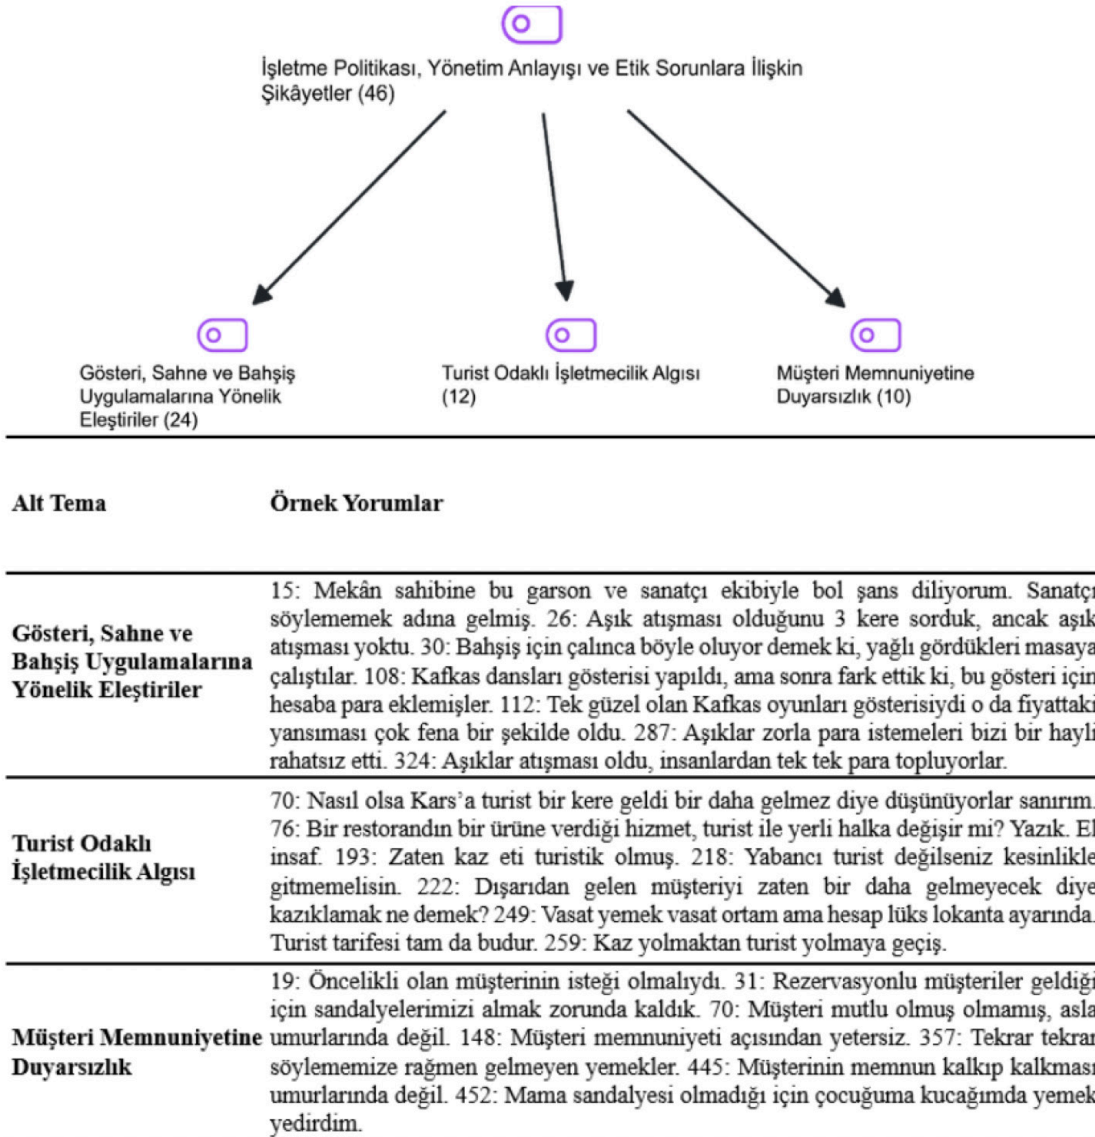 İşletme Politikası, Yönetim Anlayışı ve Etik Sorunlara İlişkin
Şikâyetler (46)
Gösteri, Sahne ve Bahşiş
Uygulamalarına Yönelik
Eleştiriler (24)
Turist Odaklı İşletmecilik Algısı
(12)
Müşteri Memnuniyetine
Duyarsızlık (10)
Alt Tema
Örnek Yorumlar
Gösteri, Sahne ve
Bahşiş Uygulamalarına
Yönelik Eleştiriler
15: Mekân sahibine bu garson ve sanatçı ekibiyle bol şans diliyorum. Sanatçı
söylememek adına gelmiş. 26: Aşık atışması olduğunu 3 kere sorduk, ancak aşık
atışması yoktu. 30: Bahşiş için çalınca böyle oluyor demek ki, yağlı gördükleri masaya
çalıştılar. 108: Kafkas dansları gösterisi yapıldı, ama sonra fark ettik ki, bu gösteri için
hesaba para eklemişler. 112: Tek güzel olan Kafkas oyunları gösterisiydi o da fiyattaki
yansıması çok fena bir şekilde oldu. 287: Aşıklar zorla para istemeleri bizi bir hayli
rahatsız etti. 324: Aşıklar atışması oldu, insanlardan tek tek para topluyorlar.
Turist Odaklı
İşletmecilik Algısı
70: Nasıl olsa Kars’a turist bir kere geldi bir daha gelmez diye düşünüyorlar sanırım.
76: Bir restorandın bir ürüne verdiği hizmet, turist ile yerli halka değişir mi? Yazık. El
insaf. 193: Zaten kaz eti turistik olmuş. 218: Yabancı turist değilseniz kesinlikle
gitmemelisin. 222: Dışarıdan gelen müşteriyi zaten bir daha gelmeyecek diye
kazıklamak ne demek? 249: Vasat yemek vasat ortam ama hesap lüks lokanta ayarında.
Turist tarifesi tam da budur. 259: Kaz yolmaktan turist yolmaya geçiş.
Müşteri Memnuniyetine
Duyarsızlık
19: Öncelikli olan müşterinin isteği olmalıydı. 31: Rezervasyonlu müşteriler geldiği
için sandalyelerimizi almak zorunda kaldık. 70: Müşteri mutlu olmuş olmamış, asla
umurlarında değil. 148: Müşteri memnuniyeti açısından yetersiz. 357: Tekrar tekrar
söylememize rağmen gelmeyen yemekler. 445: Müşterinin memnun kalkıp kalkması
umurlarında değil. 452: Mama sandalyesi olmadığı için çocuğuma kucağımda yemek
yedirdim.